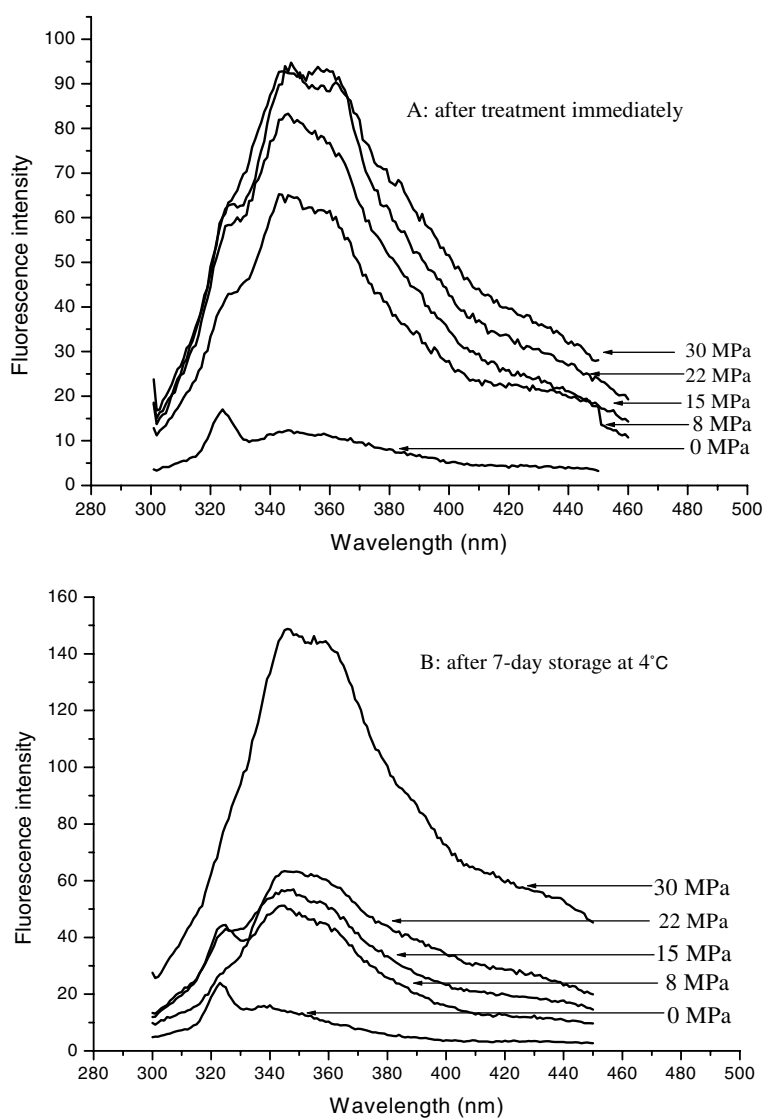 100
90
80
70
60
50
40
30
20
10
0
Fluorescence intensity
A: after treatment immediately
30 MPa
22 MPa
15 MPa
8 MPa
0 MPa
280 300 320 340 360 380 400 420 440 460 480 500
Wavelength (nm)
160
140
120
100
80
60
40
20
0
Fluorescence intensity
B: after 7-day storage at 4°C
30 MPa
22 MPa
15 MPa
8 MPa
0 MPa
280 300 320 340 360 380 400 420 440 460 480 500
Wavelength (nm)